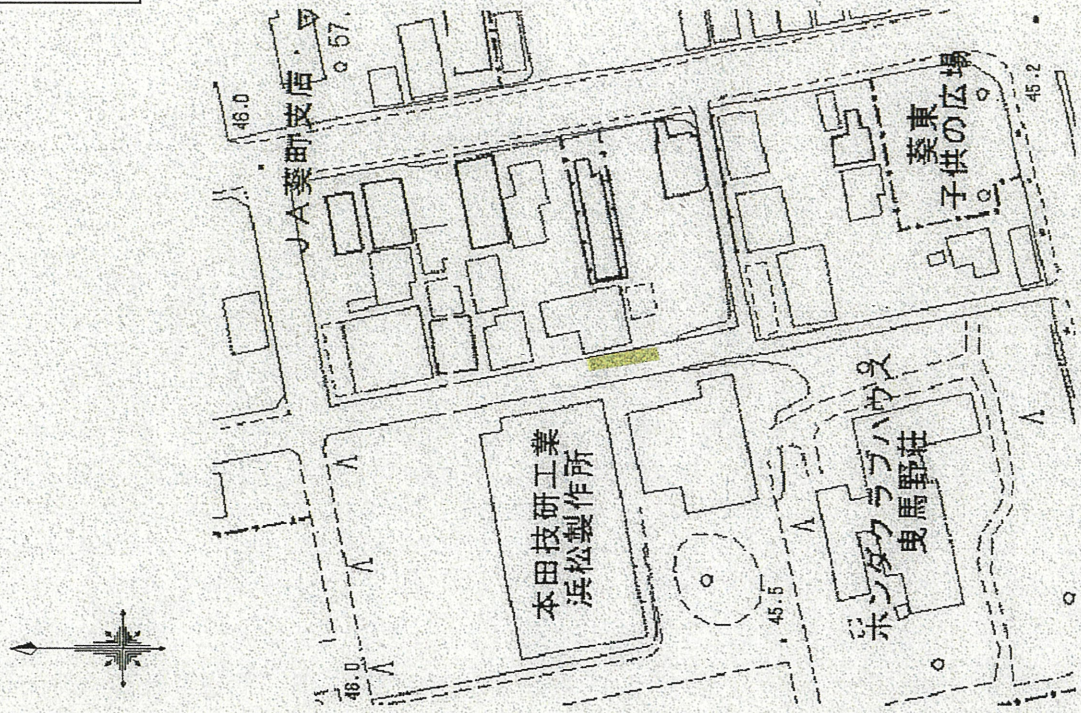 46.0
JA葵町支店
57.
葵東
子供の広場
45.2
本田技研工業
浜松製作所
ホンダクラブハウス
曳馬野荘
45.5
46.0